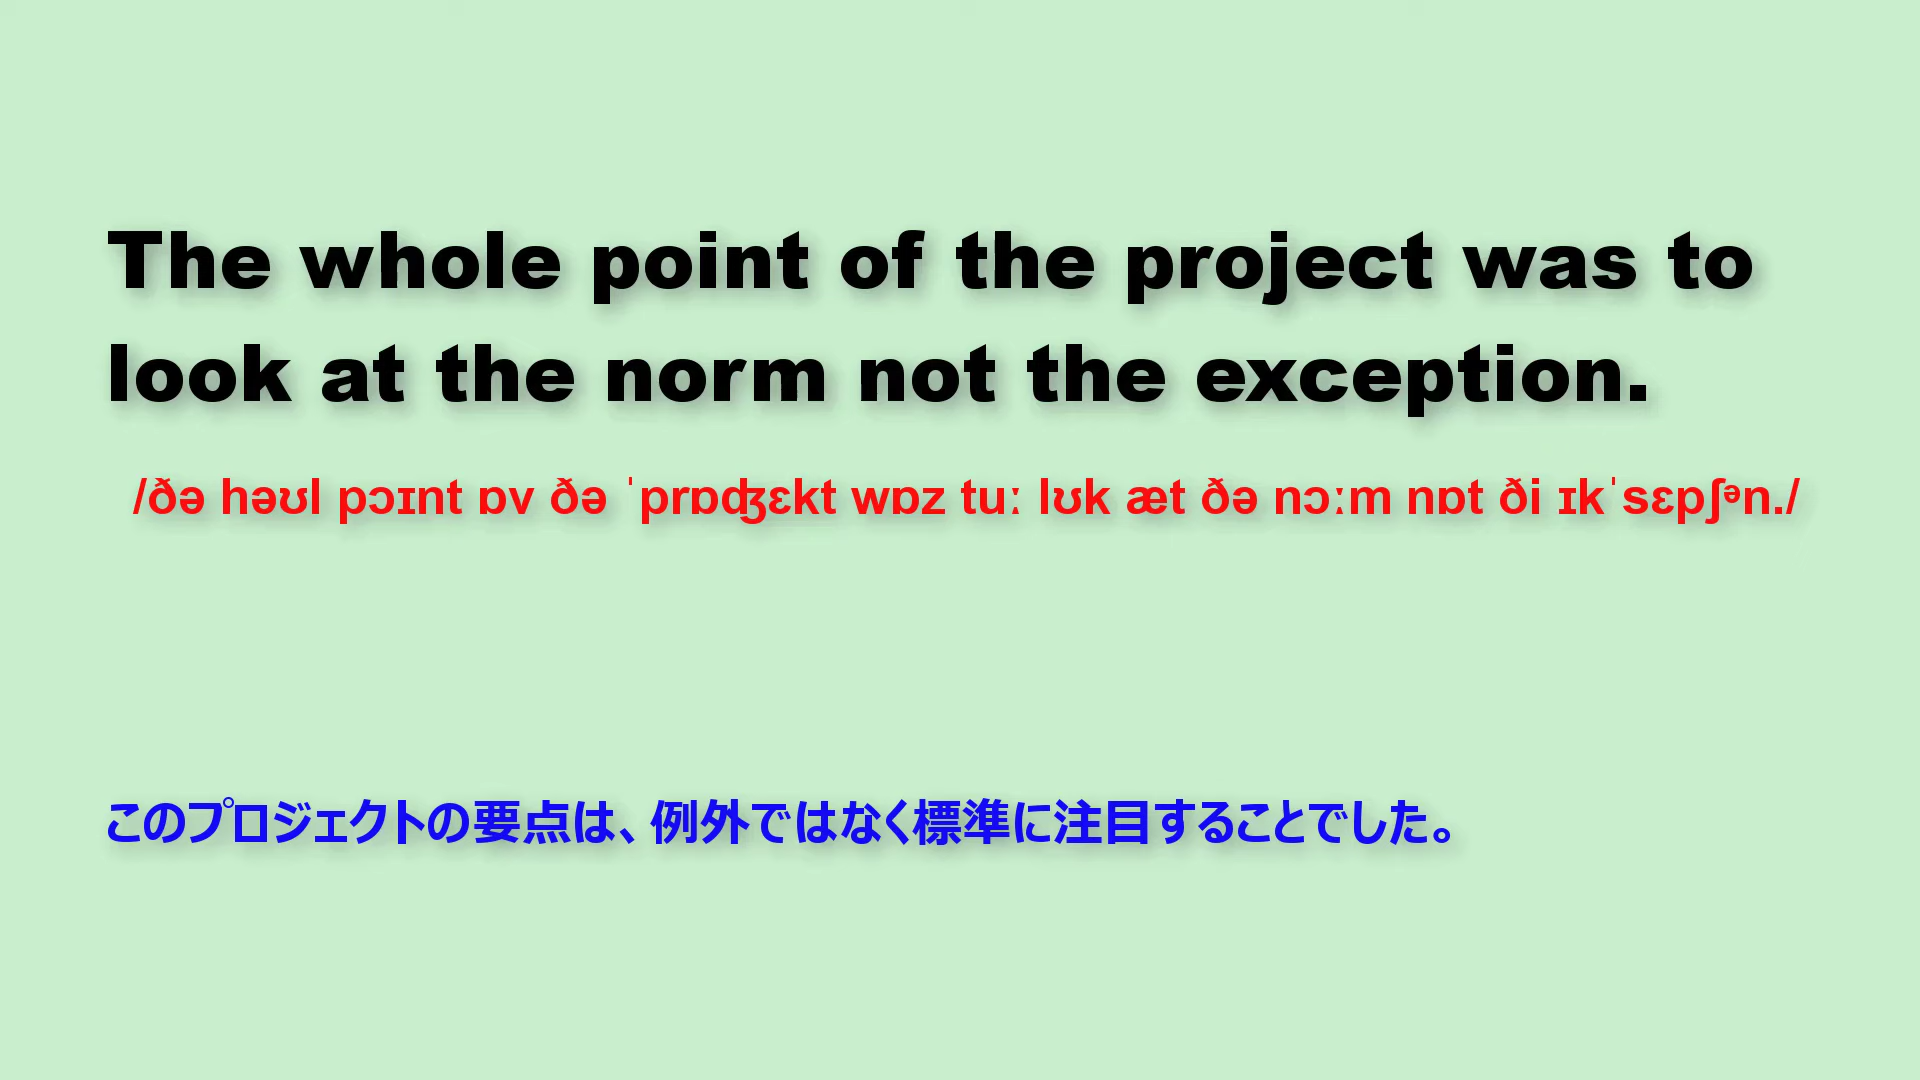 The whole point of the project was to
look at the norm not the exception.
/ðə həʊl pɔɪnt ɒv ðə ˈprɒʤɛkt wɒz tuː lʊk æt ðə nɔːm nɒt ði ɪkˈsɛpʃᵊn./
このプロジェクトの要点は、例外ではなく標準に注目することでした。